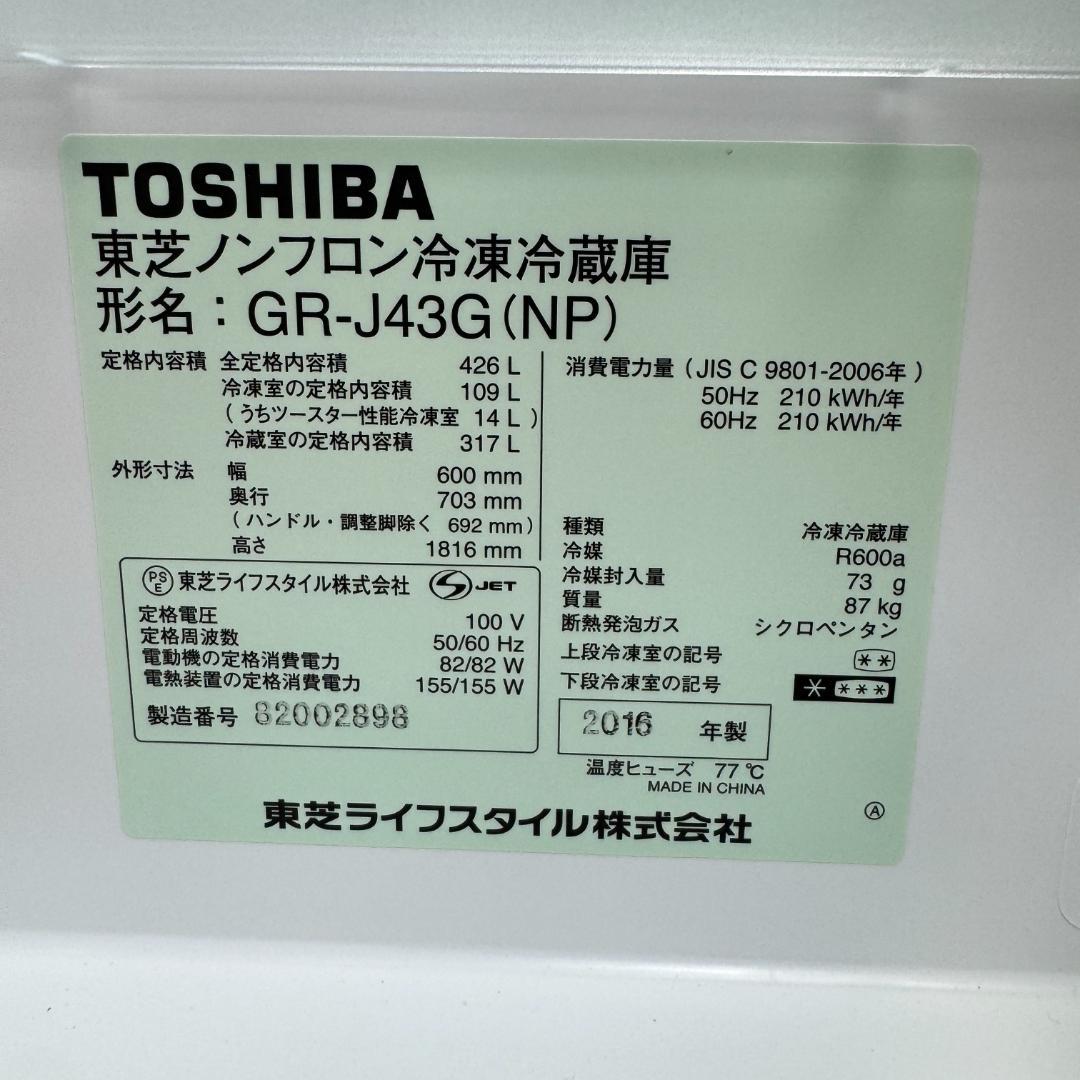 TOSHIBA
東芝ノンフロン冷凍冷蔵庫
形名：GR-J43G(NP)
定格内容積 全定格内容積 426 L
冷凍室の定格内容積 109 L
(うちツースター性能冷凍室 14 L)
冷蔵室の定格内容積 317 L
外形寸法 幅 600 mm
奥行 703 mm
(ハンドル・調整脚除く 692 mm)
高さ 1816 mm
消費電力量 (JIS C 9801-2006年)
50Hz 210 kWh/年
60Hz 210 kWh/年
種類 冷凍冷蔵庫
冷媒 R600a
冷媒封入量 73 g
質量 87 kg
断熱発泡ガス シクロペンタン
上段冷凍室の記号 **
下段冷凍室の記号 * ***
PSE 東芝ライフスタイル株式会社 S JET
定格電圧 100 V
定格周波数 50/60 Hz
電動機の定格消費電力 82/82 W
電熱装置の定格消費電力 155/155 W
製造番号 82002898
2016 年製
温度ヒューズ 77℃
MADE IN CHINA
東芝ライフスタイル株式会社
Ⓐ